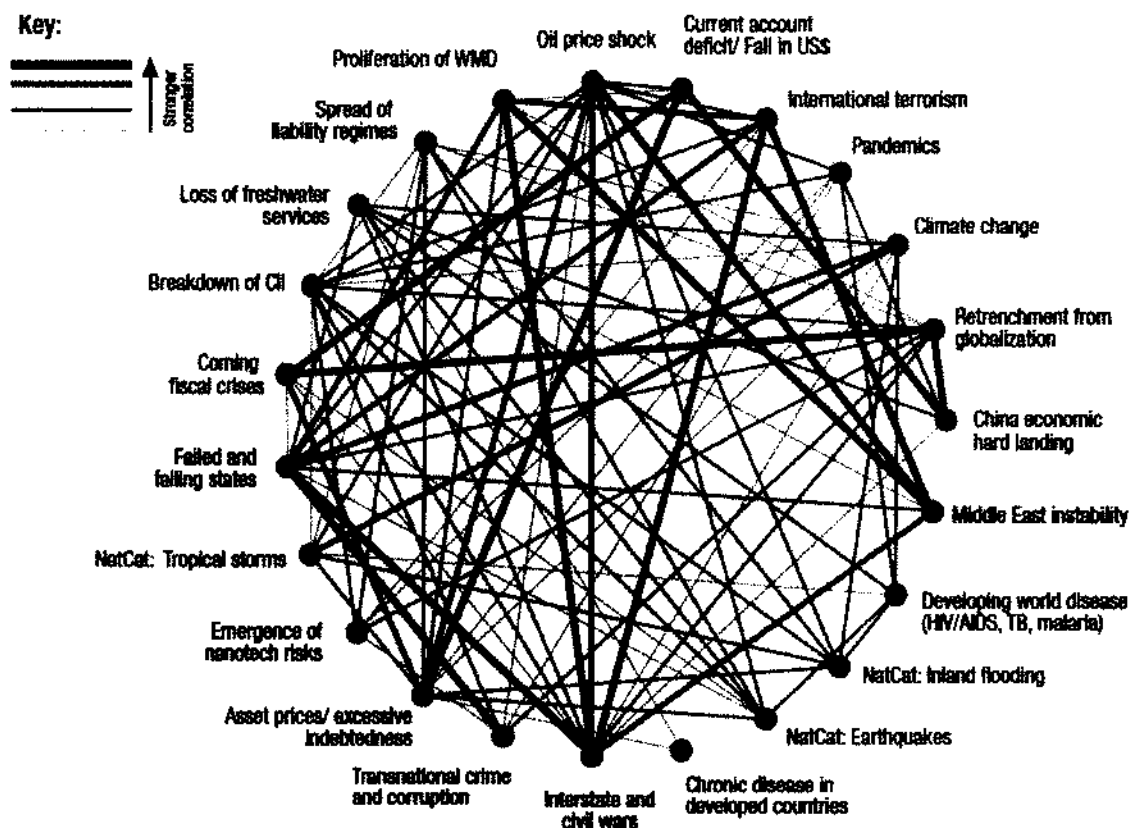 Key:
Stronger
correlation
Oil price shock
Current account
deficit/ Fall in US$
Proliferation of WMD
International terrorism
Spread of
liability regimes
Pandemics
Loss of freshwater
services
Climate change
Breakdown of CII
Retrenchment from
globalization
Coming
fiscal crises
China economic
hard landing
Failed and
failing states
Middle East instability
NatCat: Tropical storms
Developing world disease
(HIV/AIDS, TB, malaria)
Emergence of
nanotech risks
NatCat: Inland flooding
Asset prices/ excessive
indebtedness
NatCat: Earthquakes
Transnational crime
and corruption
Interstate and
civil wars
Chronic disease in
developed countries